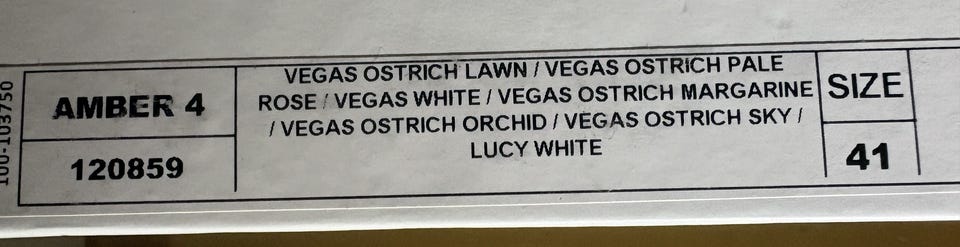 100-103750
AMBER 4
120859
VEGAS OSTRICH LAWN / VEGAS OSTRICH PALE
ROSE / VEGAS WHITE / VEGAS OSTRICH MARGARINE
/ VEGAS OSTRICH ORCHID / VEGAS OSTRICH SKY /
LUCY WHITE
SIZE
41